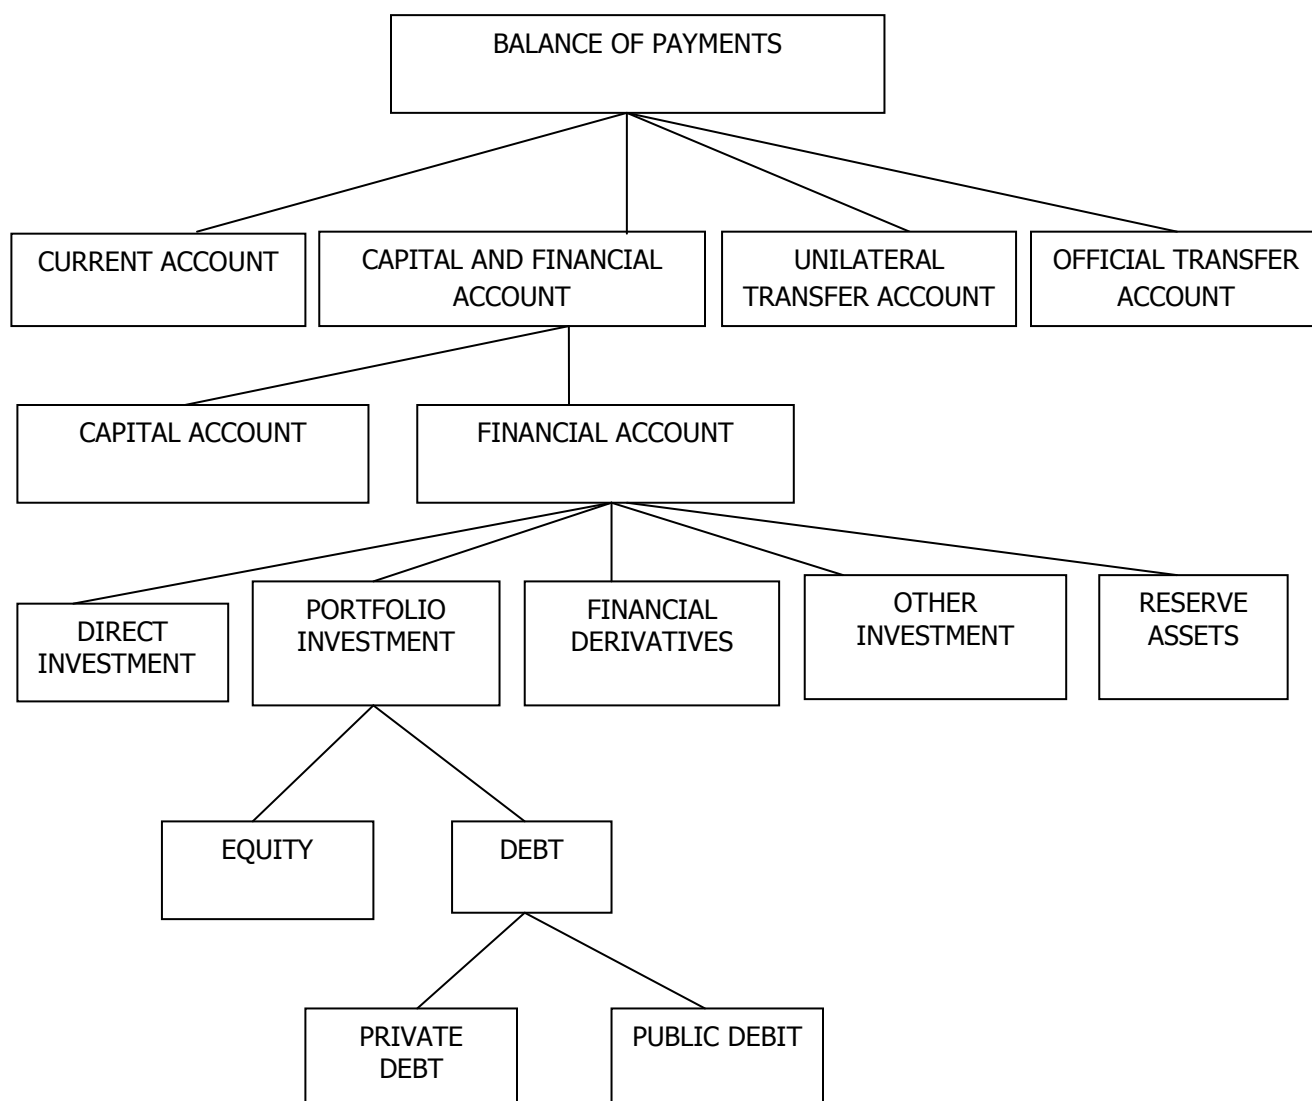 BALANCE OF PAYMENTS
CURRENT ACCOUNT
CAPITAL AND FINANCIAL
ACCOUNT
UNILATERAL
TRANSFER ACCOUNT
OFFICIAL TRANSFER
ACCOUNT
CAPITAL ACCOUNT
FINANCIAL ACCOUNT
DIRECT
INVESTMENT
PORTFOLIO
INVESTMENT
FINANCIAL
DERIVATIVES
OTHER
INVESTMENT
RESERVE
ASSETS
EQUITY
DEBT
PRIVATE
DEBT
PUBLIC DEBIT